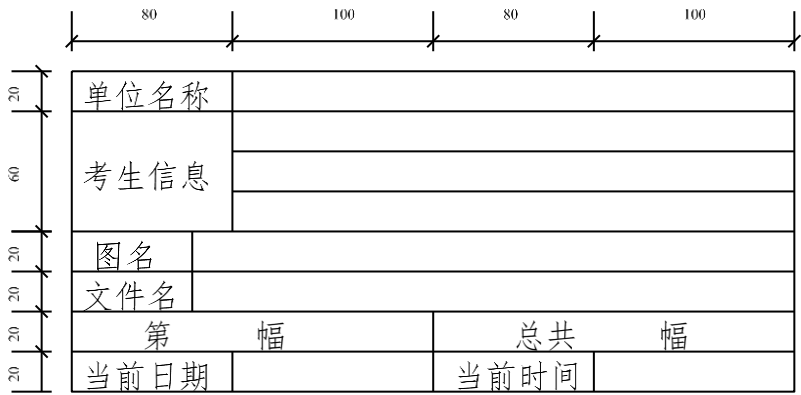 80 100 80 100
20 单位名称
60 考生信息
20 图名
20 文件名
20 第 幅 总共 幅
20 当前日期 当前时间